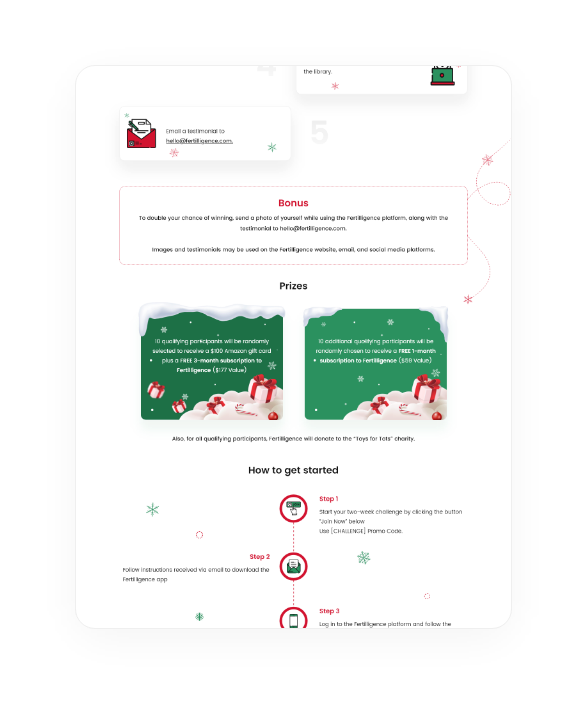 4
the library.
Email a testimonial to
hello@fertilligence.com.
5
Bonus
To double your chance of winning, send a photo of yourself while using the Fertilligence platform, along with the
testimonial to hello@fertilligence.com.
Images and testimonials may be used on the Fertilligence website, email, and social media platforms.
Prizes
10 qualifying participants will be randomly
selected to receive a $100 Amazon gift card
plus a FREE 3-month subscription to
Fertilligence ($177 Value)
10 additional qualifying participants will be
randomly chosen to receive a FREE 1-month
subscription to Fertilligence ($59 Value)
Also, for all qualifying participants, Fertilligence will donate to the "Toys for Tots" charity.
How to get started
Step 1
Start your two-week challenge by clicking the button
"Join Now" below
Use [CHALLENGE] Promo Code.
Step 2
Follow instructions received via email to download the
Fertilligence app
Step 3
Log in to the Fertilligence platform and follow the